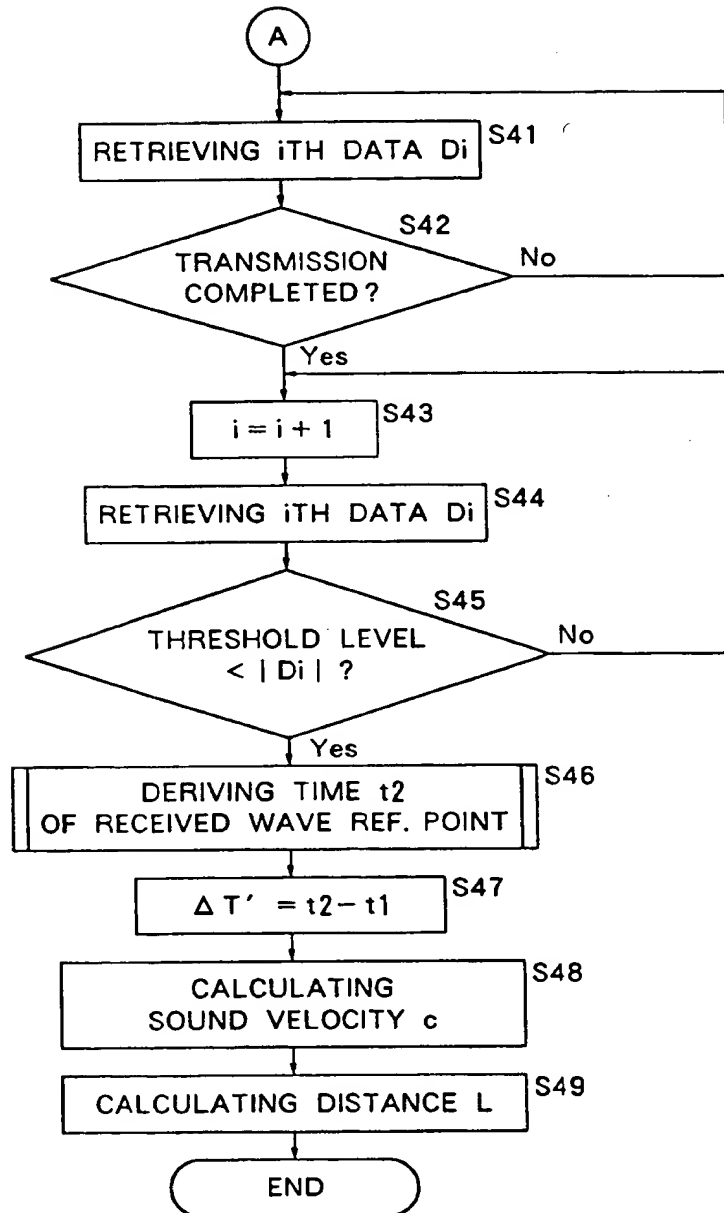 A
RETRIEVING iTH DATA Di
S41
S42
TRANSMISSION
COMPLETED?
No
Yes
i = i + 1
S43
RETRIEVING iTH DATA Di
S44
S45
THRESHOLD LEVEL
< | Di | ?
No
Yes
DERIVING TIME t2
OF RECEIVED WAVE REF. POINT
S46
Δ T' = t2 - t1
S47
CALCULATING
SOUND VELOCITY c
S48
CALCULATING DISTANCE L
S49
END